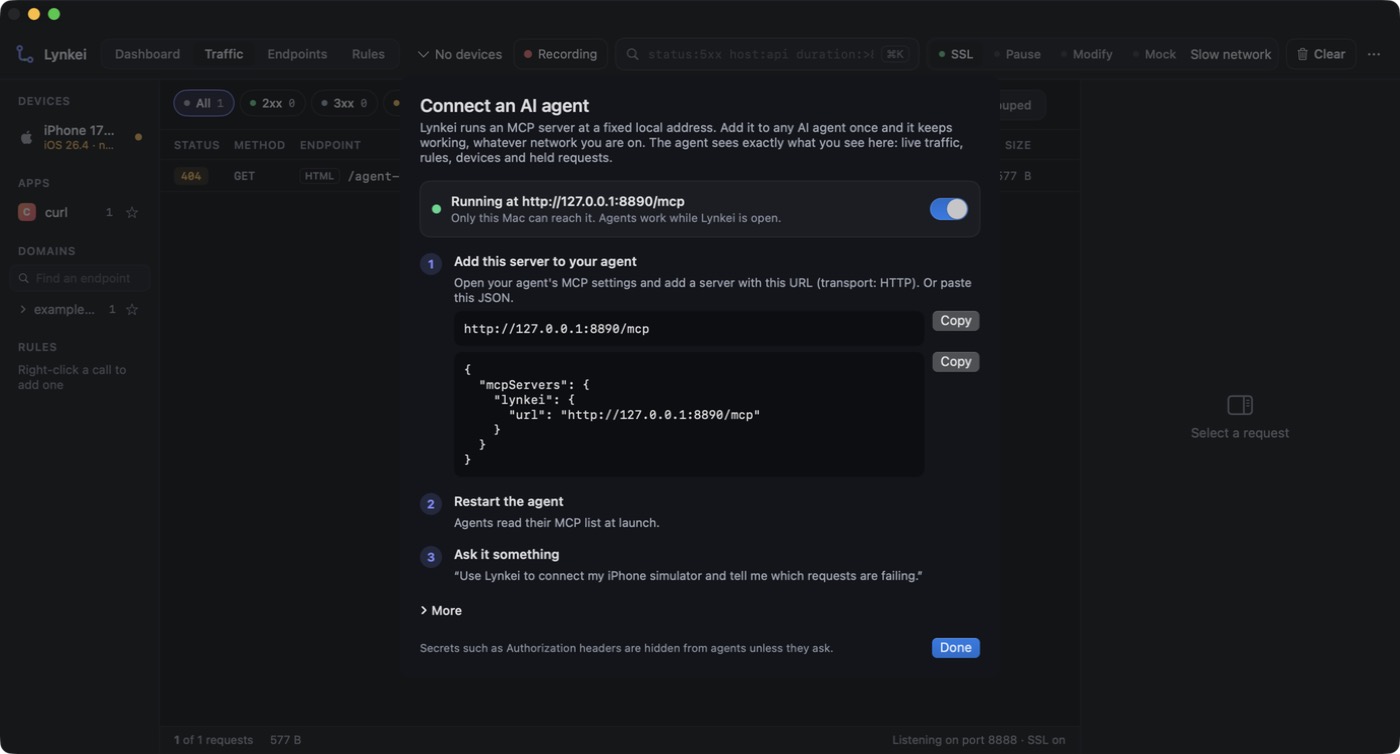 Lynkei
Dashboard
Traffic
Endpoints
Rules
No devices
Recording
status:5xx host:api duration:>
⌘K
SSL
Pause
Modify
Mock
Slow network
Clear
DEVICES
iPhone 17...
iOS 26.4 · n...
APPS
C curl 1
DOMAINS
Find an endpoint
example... 1
RULES
Right-click a call to
add one
All 1
2xx 0
3xx 0
STATUS METHOD ENDPOINT
SIZE
404 GET HTML /agent-
577 B
Connect an AI agent
Lynkei runs an MCP server at a fixed local address. Add it to any AI agent once and it keeps
working, whatever network you are on. The agent sees exactly what you see here: live traffic,
rules, devices and held requests.
Running at http://127.0.0.1:8890/mcp
Only this Mac can reach it. Agents work while Lynkei is open.
1 Add this server to your agent
Open your agent's MCP settings and add a server with this URL (transport: HTTP). Or paste
this JSON.
http://127.0.0.1:8890/mcp
Copy
{
"mcpServers": {
"lynkei": {
"url": "http://127.0.0.1:8890/mcp"
}
}
}
Copy
2 Restart the agent
Agents read their MCP list at launch.
3 Ask it something
“Use Lynkei to connect my iPhone simulator and tell me which requests are failing.”
More
Secrets such as Authorization headers are hidden from agents unless they ask.
Done
Select a request
1 of 1 requests 577 B
Listening on port 8888 · SSL on